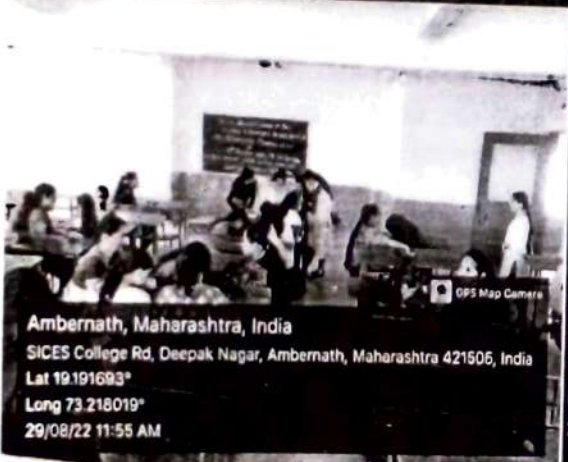 GPS Map Camera
Ambernath, Maharashtra, India
SICES College Rd, Deepak Nagar, Ambernath, Maharashtra 421505, India
Lat 19.191693°
Long 73.218019°
29/08/22 11:55 AM